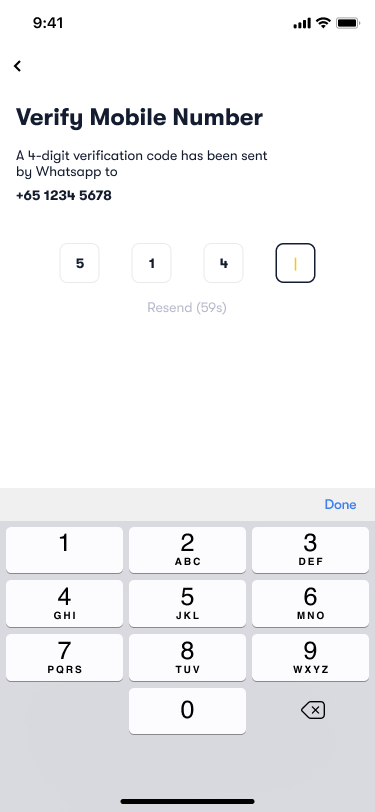 9:41
Verify Mobile Number
A 4-digit verification code has been sent
by Whatsapp to
+65 1234 5678
5 1 4
Resend (59s)
Done
1 2 3
ABC DEF
4 5 6
GHI JKL MNO
7 8 9
PQRS TUV WXYZ
0